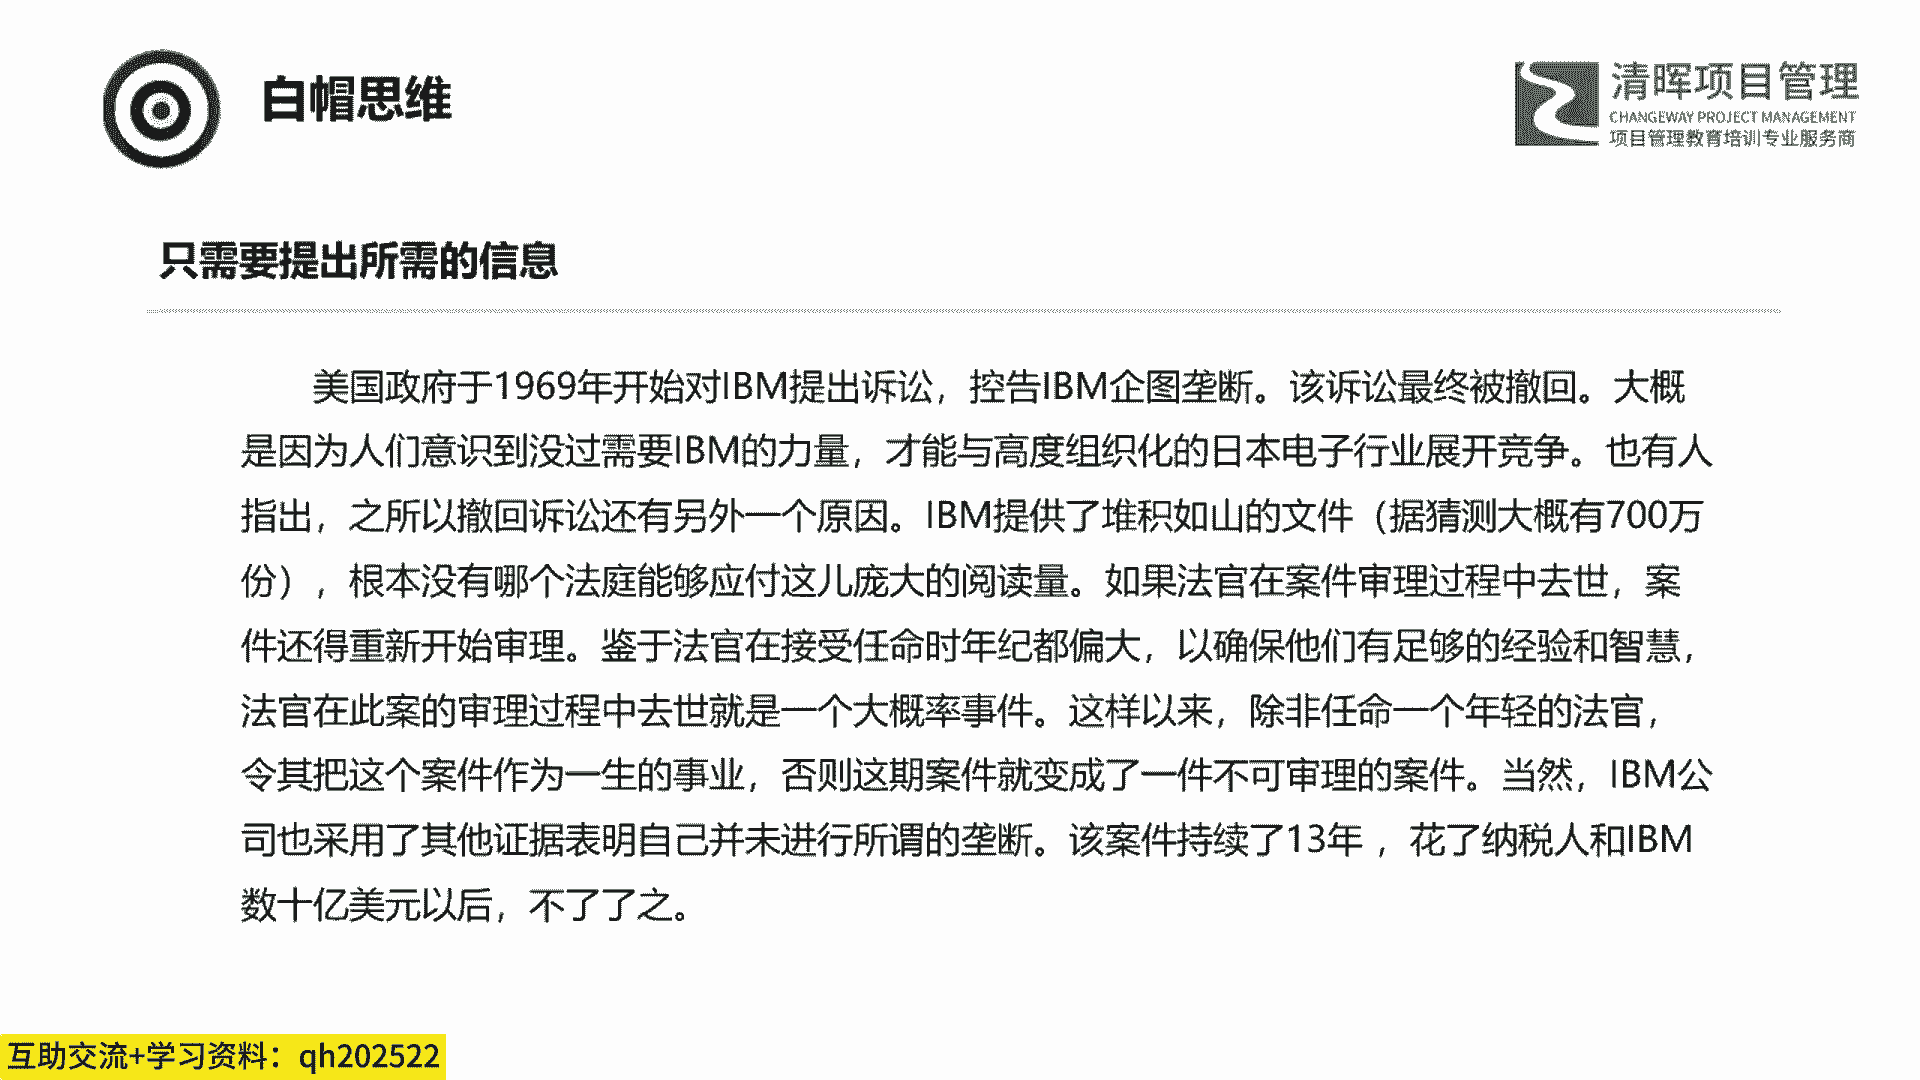 白帽思维
清晖项目管理
CHANGEWAY PROJECT MANAGEMENT
项目管理教育培训专业服务商
只需要提出所需的信息
美国政府于1969年开始对IBM提出诉讼，控告IBM企图垄断。该诉讼最终被撤回。大概
是因为人们意识到没过需要IBM的力量，才能与高度组织化的日本电子行业展开竞争。也有人
指出，之所以撤回诉讼还有另外一个原因。IBM提供了堆积如山的文件（据猜测大概有700万
份），根本没有哪个法庭能够应付这儿庞大的阅读量。如果法官在案件审理过程中去世，案
件还得重新开始审理。鉴于法官在接受任命时年纪都偏大，以确保他们有足够的经验和智慧，
法官在此案的审理过程中去世就是一个大概率事件。这样以来，除非任命一个年轻的法官，
令其把这个案件作为一生的事业，否则这期案件就变成了一件不可审理的案件。当然，IBM公
司也采用了其他证据表明自己并未进行所谓的垄断。该案件持续了13年 ，花了纳税人和IBM
数十亿美元以后，不了了之。
互助交流+学习资料：qh202522